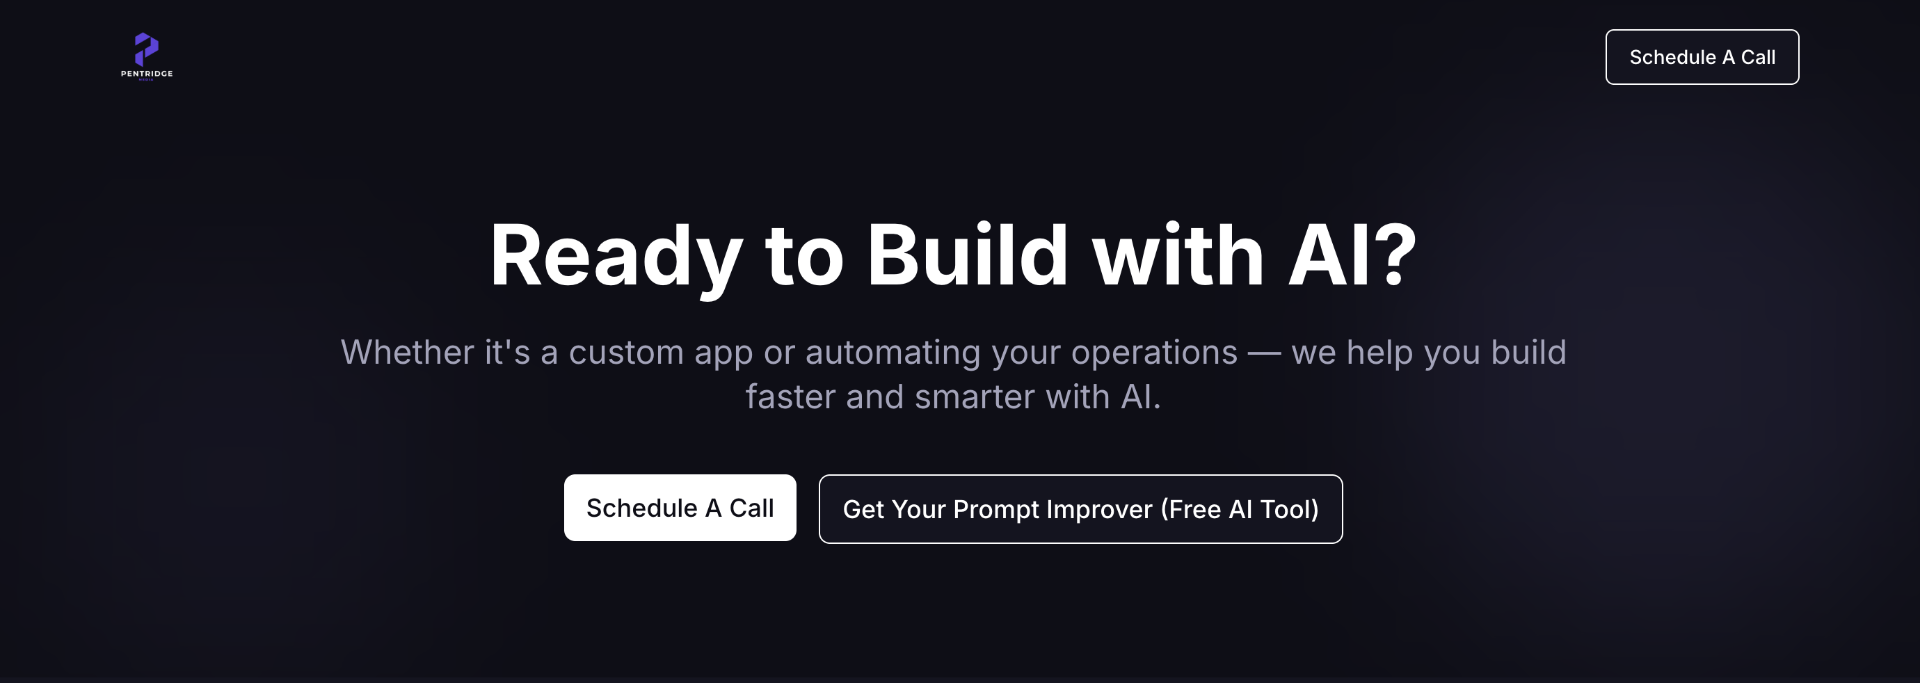 PENTRIDGE
MEDIA
Schedule A Call
Ready to Build with AI?
Whether it's a custom app or automating your operations — we help you build
faster and smarter with AI.
Schedule A Call
Get Your Prompt Improver (Free AI Tool)